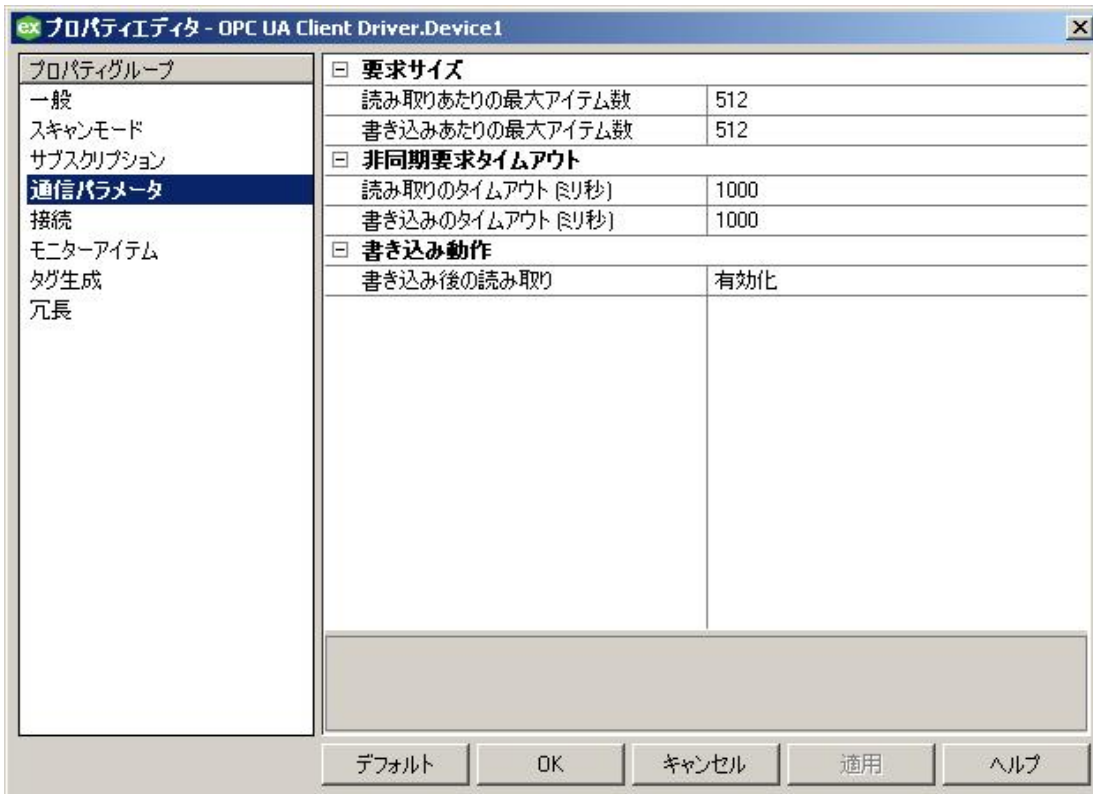 ex プロパティエディタ - OPC UA Client Driver.Device1
プロパティグループ
一般
スキャンモード
サブスクリプション
通信パラメータ
接続
モニターアイテム
タグ生成
冗長
要求サイズ
読み取りあたりの最大アイテム数 512
書き込みあたりの最大アイテム数 512
非同期要求タイムアウト
読み取りのタイムアウト (ミリ秒) 1000
書き込みのタイムアウト (ミリ秒) 1000
書き込み動作
書き込み後の読み取り 有効化
デフォルト OK キャンセル 適用 ヘルプ